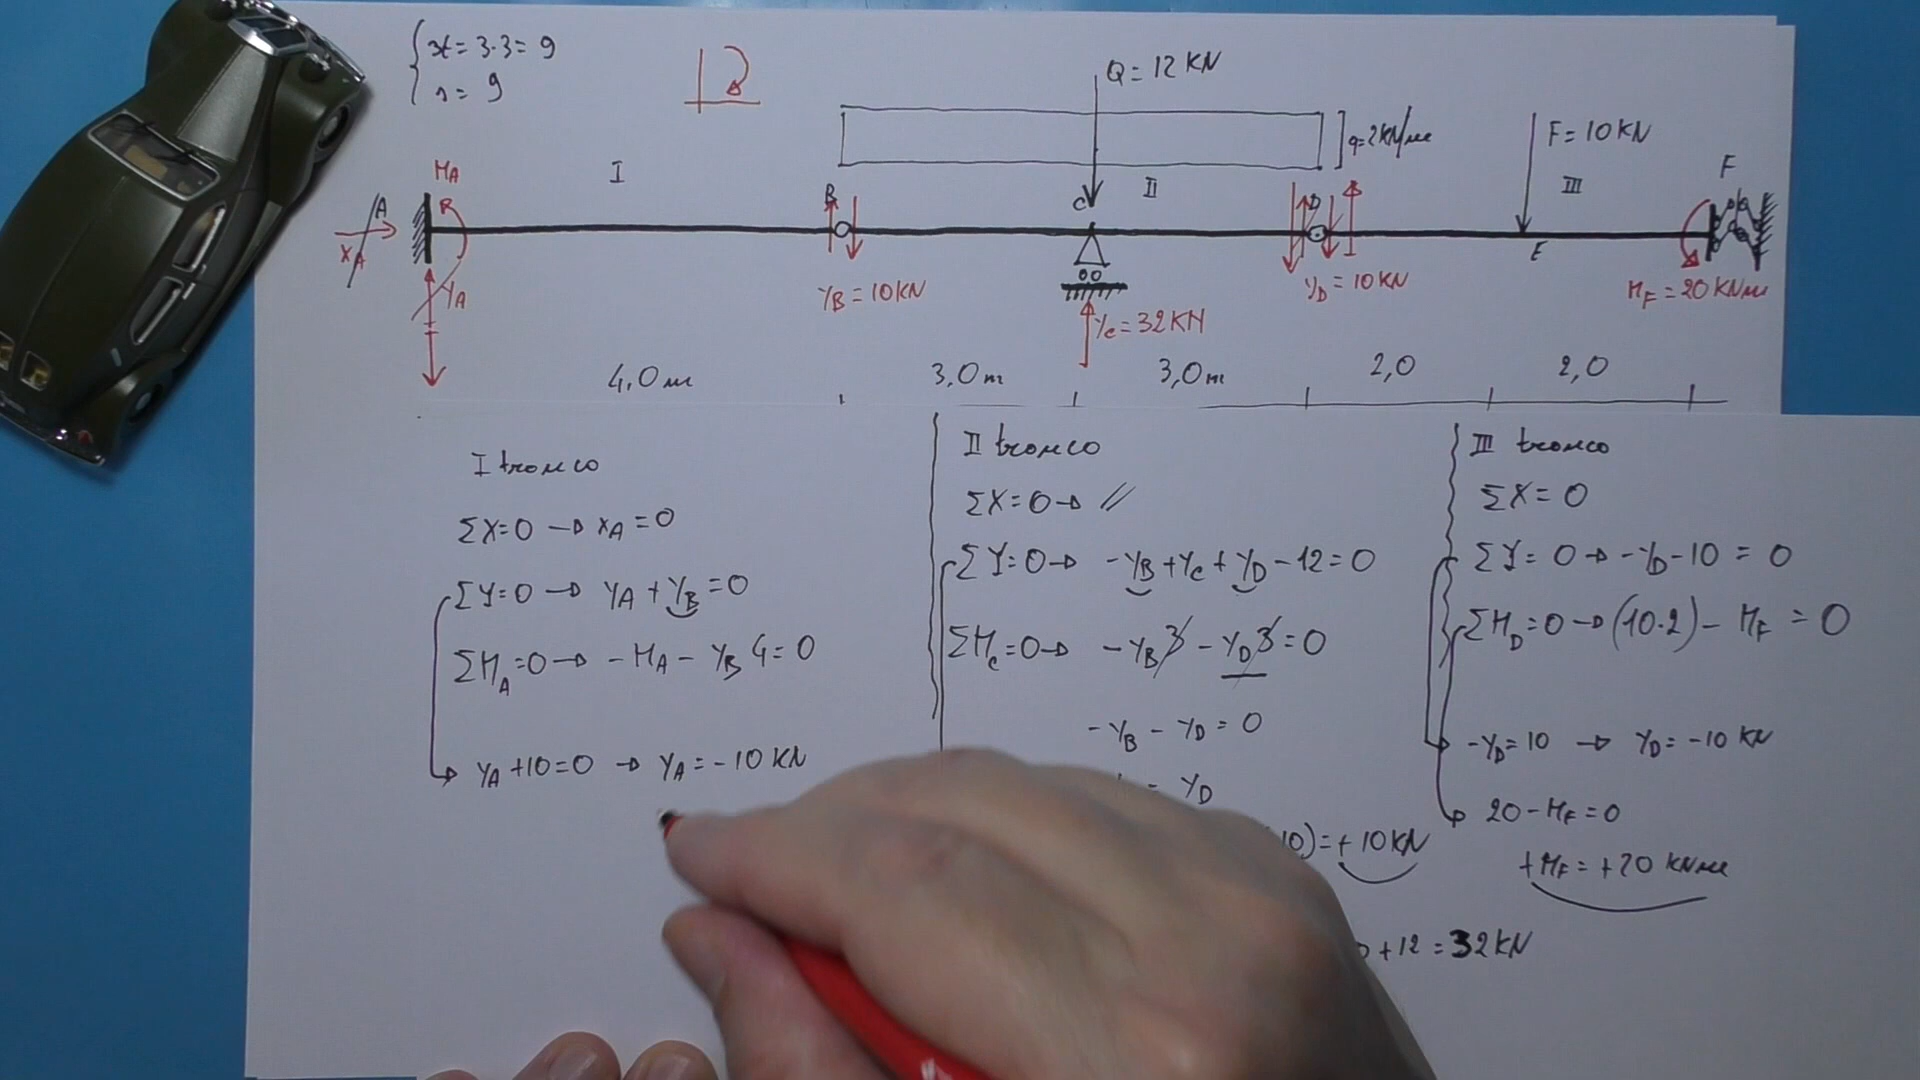 3t = 3·3 = 9
s = 9
Q = 12 KN
q=2KN/m
F = 10 KN
MA
I
II
III
F
A
XA
B
C
D
E
YA
YB = 10 KN
YC = 32 KN
YD = 10 KN
MF = 20 KNm
4,0 m
3,0 m
3,0 m
2,0
2,0
I tronco
ΣX=0 → XA = 0
ΣY=0 → YA + YB = 0
ΣMA=0 → - MA - YB 4 = 0
YA + 10 = 0 → YA = - 10 KN
II tronco
ΣX=0 → //
ΣY=0 → - YB + YC + YD - 12 = 0
ΣMC=0 → - YB 3 - YD 3 = 0
- YB - YD = 0
= YD
10) = + 10 KN
+ 12 = 32 KN
III tronco
ΣX = 0
ΣY = 0 → - YD - 10 = 0
ΣMD = 0 → (10·2) - MF = 0
- YD = 10 → YD = - 10 KN
20 - MF = 0
+ MF = + 20 KNm